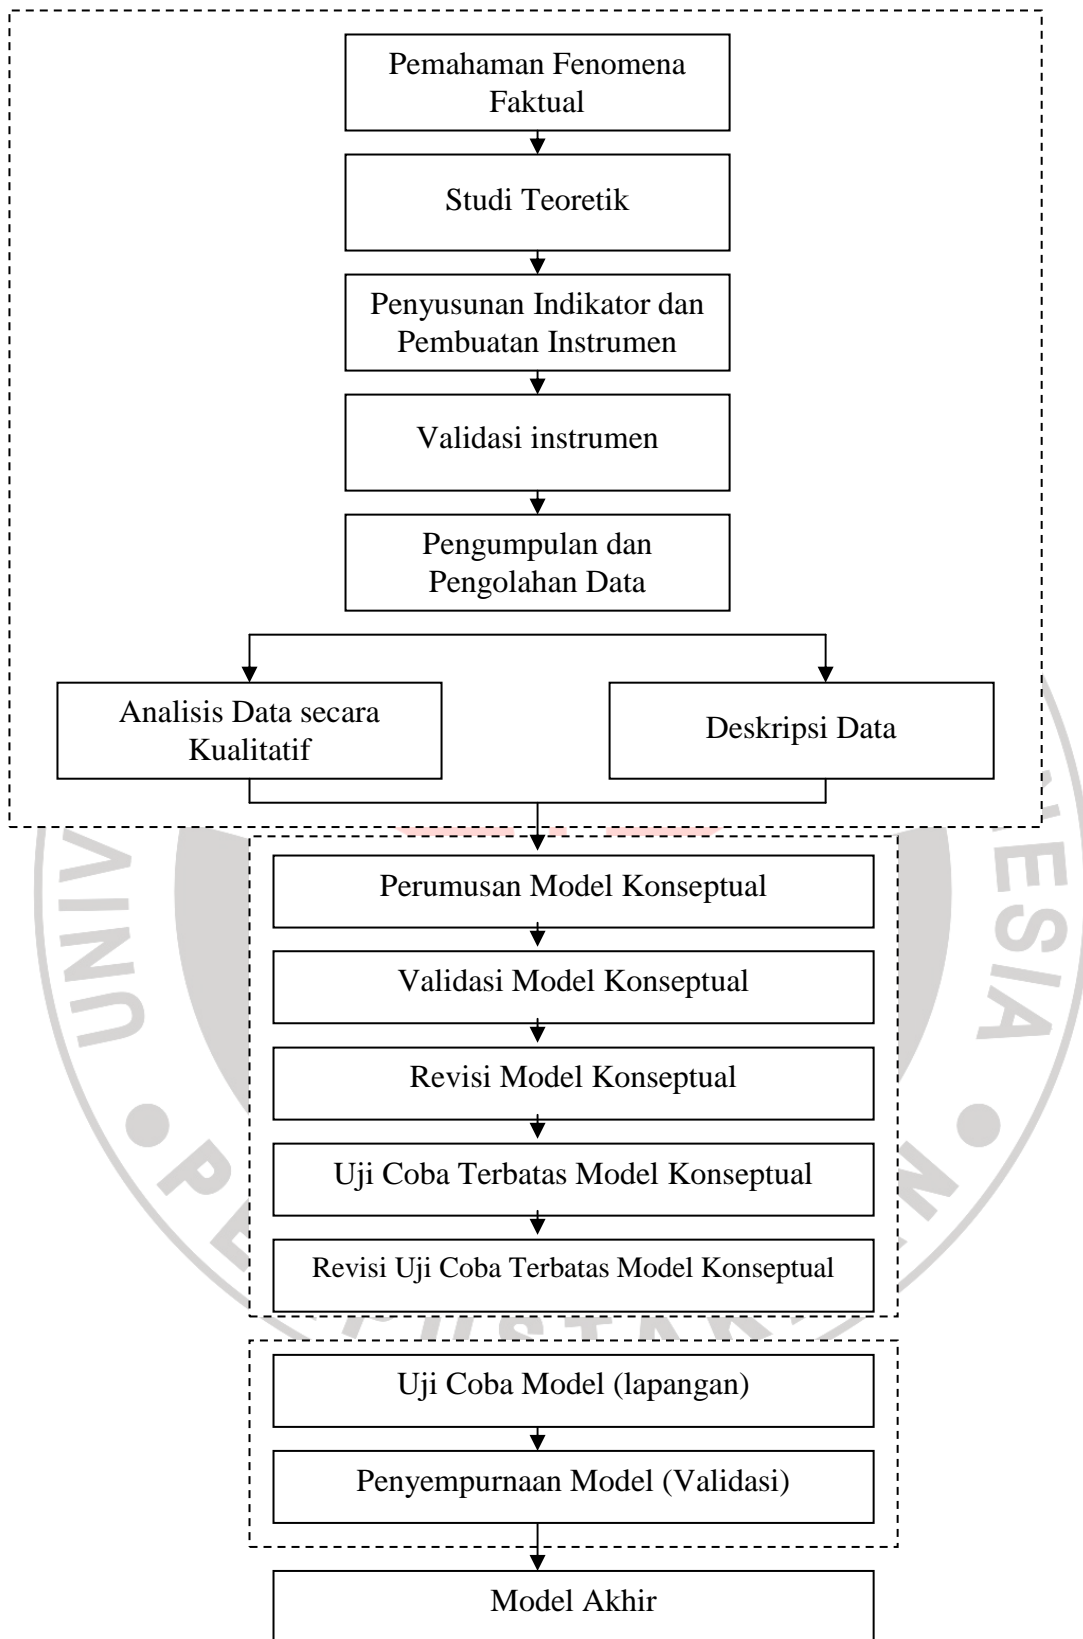 Pemahaman Fenomena
Faktual
Studi Teoretik
Penyusunan Indikator dan
Pembuatan Instrumen
Validasi instrumen
Pengumpulan dan
Pengolahan Data
Analisis Data secara
Kualitatif
Deskripsi Data
Perumusan Model Konseptual
Validasi Model Konseptual
Revisi Model Konseptual
Uji Coba Terbatas Model Konseptual
Revisi Uji Coba Terbatas Model Konseptual
Uji Coba Model (lapangan)
Penyempurnaan Model (Validasi)
Model Akhir